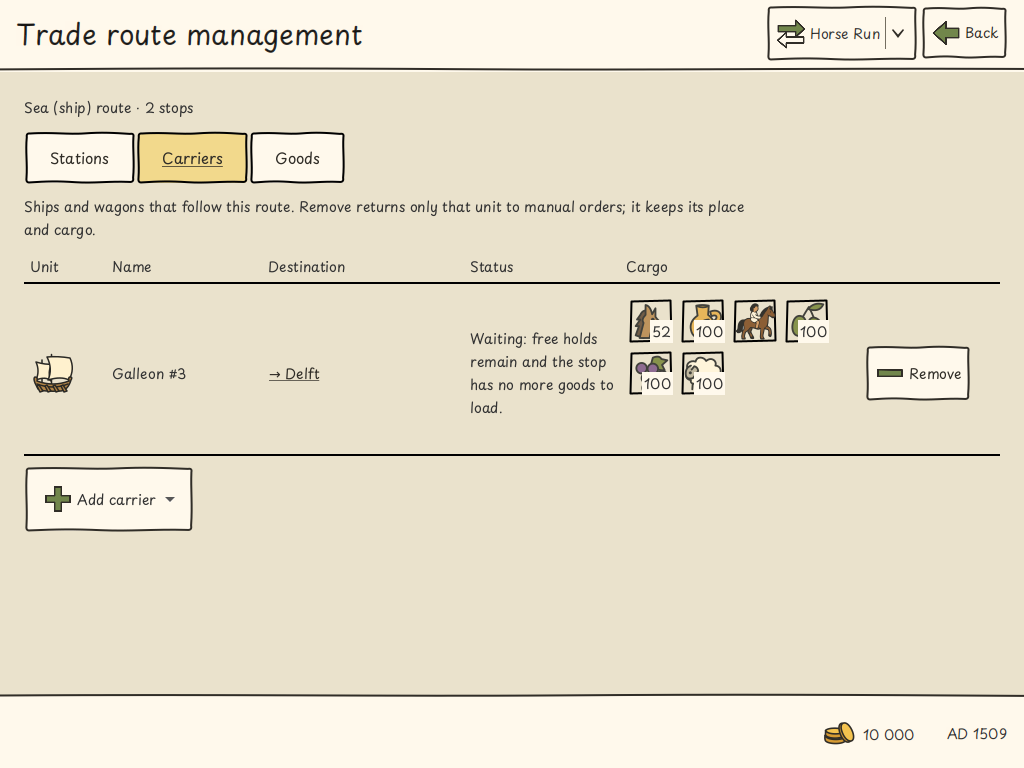 Trade route management
Horse Run
Back
Sea (ship) route · 2 stops
Stations
Carriers
Goods
Ships and wagons that follow this route. Remove returns only that unit to manual orders; it keeps its place
and cargo.
Unit
Name
Destination
Status
Cargo
Galleon #3
→ Delft
Waiting: free holds
remain and the stop
has no more goods to
load.
52
100
100
100
100
Remove
Add carrier
10 000
AD 1509